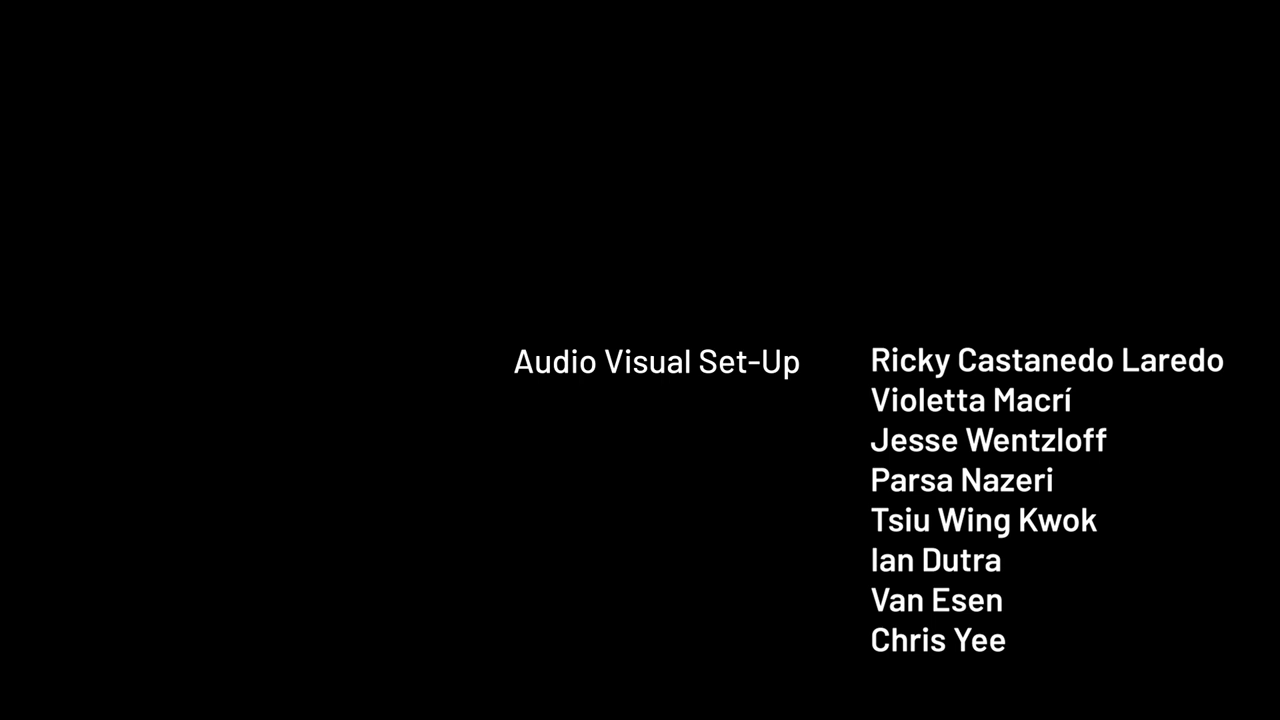 Audio Visual Set-Up
Ricky Castanedo Laredo
Violetta Macrí
Jesse Wentzloff
Parsa Nazeri
Tsiu Wing Kwok
Ian Dutra
Van Esen
Chris Yee